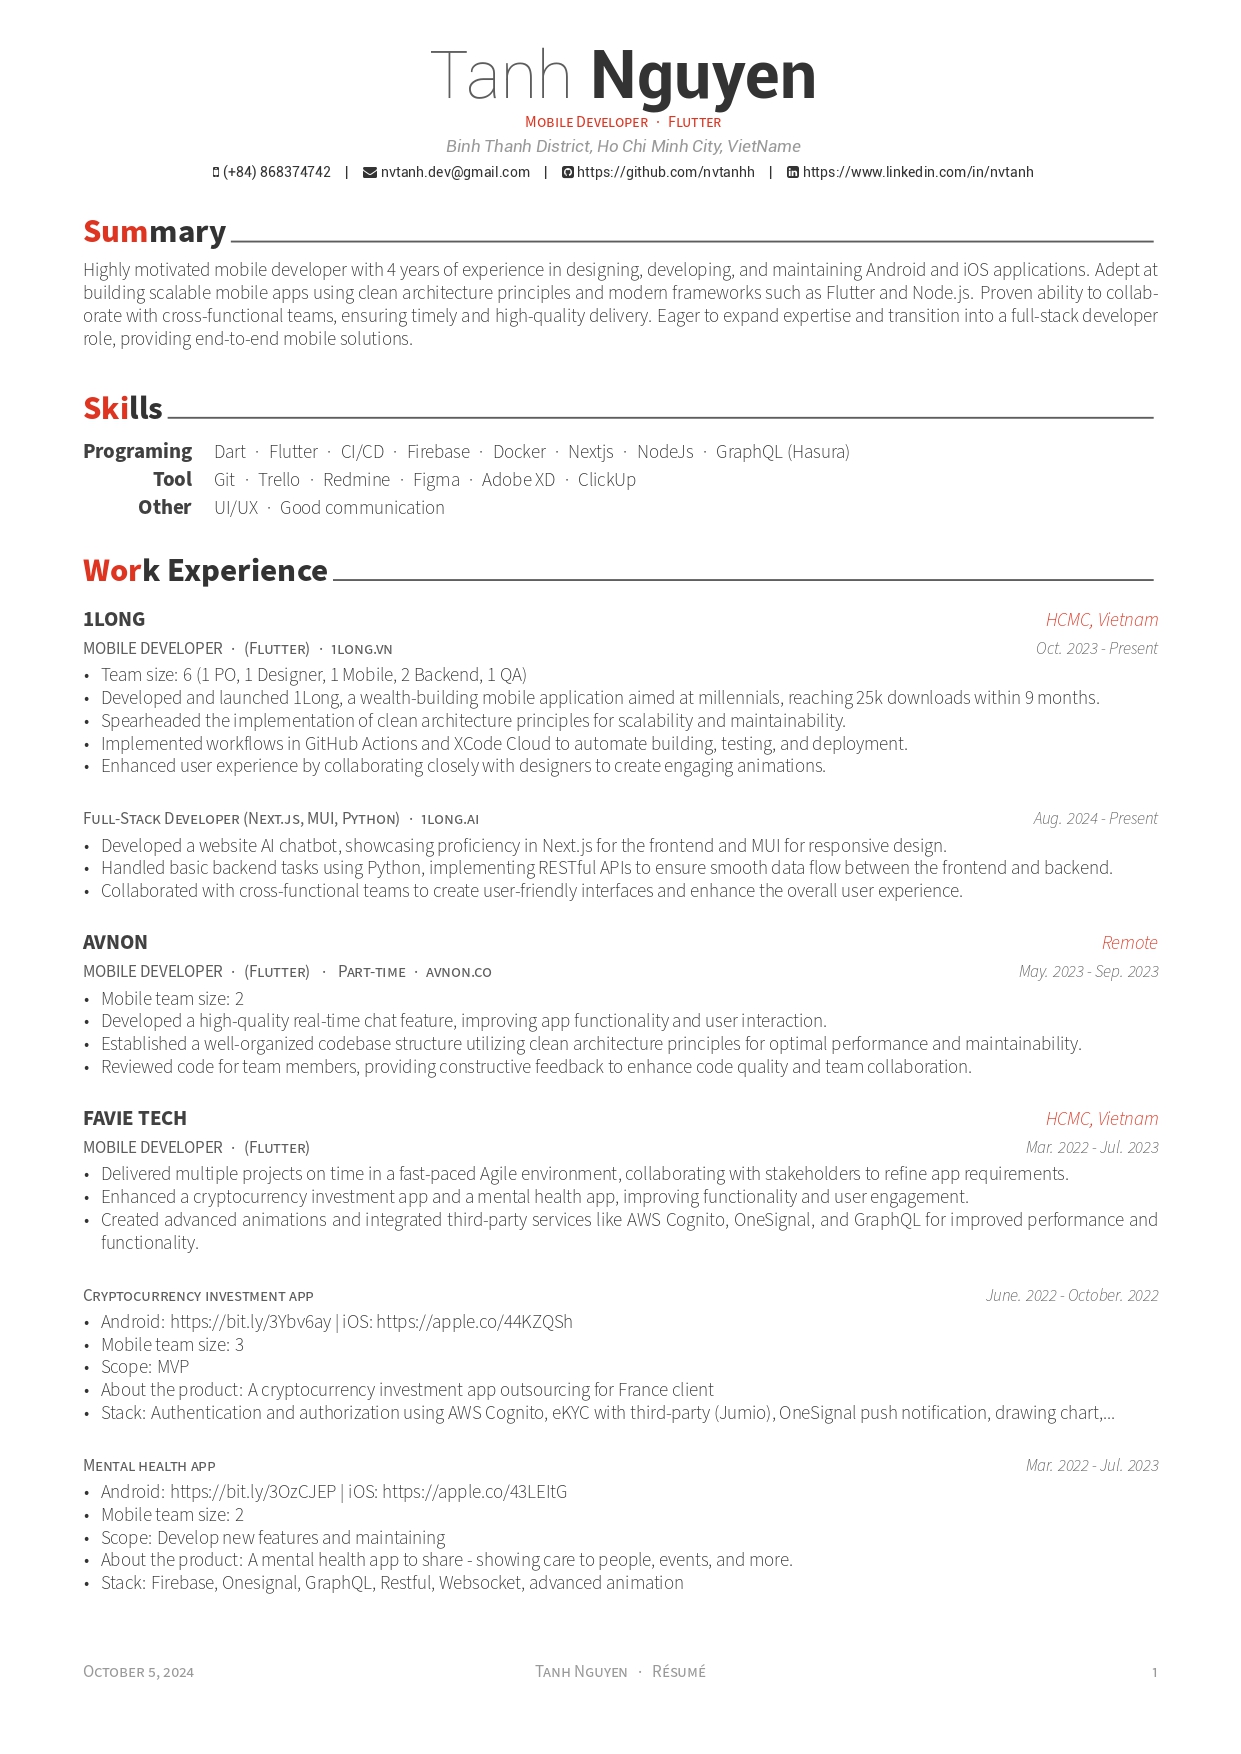 Tanh Nguyen
Mobile Developer · Flutter
Binh Thanh District, Ho Chi Minh City, VietName
(+84) 868374742 | nvtanh.dev@gmail.com | https://github.com/nvtanhh | https://www.linkedin.com/in/nvtanh
Summary
Highly motivated mobile developer with 4 years of experience in designing, developing, and maintaining Android and iOS applications. Adept at
building scalable mobile apps using clean architecture principles and modern frameworks such as Flutter and Node.js. Proven ability to collab-
orate with cross-functional teams, ensuring timely and high-quality delivery. Eager to expand expertise and transition into a full-stack developer
role, providing end-to-end mobile solutions.
Skills
Programing Dart · Flutter · CI/CD · Firebase · Docker · Nextjs · NodeJs · GraphQL (Hasura)
Tool Git · Trello · Redmine · Figma · Adobe XD · ClickUp
Other UI/UX · Good communication
Work Experience
1LONG HCMC, Vietnam
MOBILE DEVELOPER · (Flutter) · 1long.vn Oct. 2023 - Present
• Team size: 6 (1 PO, 1 Designer, 1 Mobile, 2 Backend, 1 QA)
• Developed and launched 1Long, a wealth-building mobile application aimed at millennials, reaching 25k downloads within 9 months.
• Spearheaded the implementation of clean architecture principles for scalability and maintainability.
• Implemented workflows in GitHub Actions and XCode Cloud to automate building, testing, and deployment.
• Enhanced user experience by collaborating closely with designers to create engaging animations.
Full-Stack Developer (Next.js, MUI, Python) · 1long.ai Aug. 2024 - Present
• Developed a website AI chatbot, showcasing proficiency in Next.js for the frontend and MUI for responsive design.
• Handled basic backend tasks using Python, implementing RESTful APIs to ensure smooth data flow between the frontend and backend.
• Collaborated with cross-functional teams to create user-friendly interfaces and enhance the overall user experience.
AVNON Remote
MOBILE DEVELOPER · (Flutter) · Part-time · avnon.co May. 2023 - Sep. 2023
• Mobile team size: 2
• Developed a high-quality real-time chat feature, improving app functionality and user interaction.
• Established a well-organized codebase structure utilizing clean architecture principles for optimal performance and maintainability.
• Reviewed code for team members, providing constructive feedback to enhance code quality and team collaboration.
FAVIE TECH HCMC, Vietnam
MOBILE DEVELOPER · (Flutter) Mar. 2022 - Jul. 2023
• Delivered multiple projects on time in a fast-paced Agile environment, collaborating with stakeholders to refine app requirements.
• Enhanced a cryptocurrency investment app and a mental health app, improving functionality and user engagement.
• Created advanced animations and integrated third-party services like AWS Cognito, OneSignal, and GraphQL for improved performance and
functionality.
Cryptocurrency investment app June. 2022 - October. 2022
• Android: https://bit.ly/3Ybv6ay | iOS: https://apple.co/44KZQSh
• Mobile team size: 3
• Scope: MVP
• About the product: A cryptocurrency investment app outsourcing for France client
• Stack: Authentication and authorization using AWS Cognito, eKYC with third-party (Jumio), OneSignal push notification, drawing chart,...
Mental health app Mar. 2022 - Jul. 2023
• Android: https://bit.ly/3OzCJEP | iOS: https://apple.co/43LEItG
• Mobile team size: 2
• Scope: Develop new features and maintaining
• About the product: A mental health app to share - showing care to people, events, and more.
• Stack: Firebase, Onesignal, GraphQL, Restful, Websocket, advanced animation
October 5, 2024 Tanh Nguyen · Résumé 1